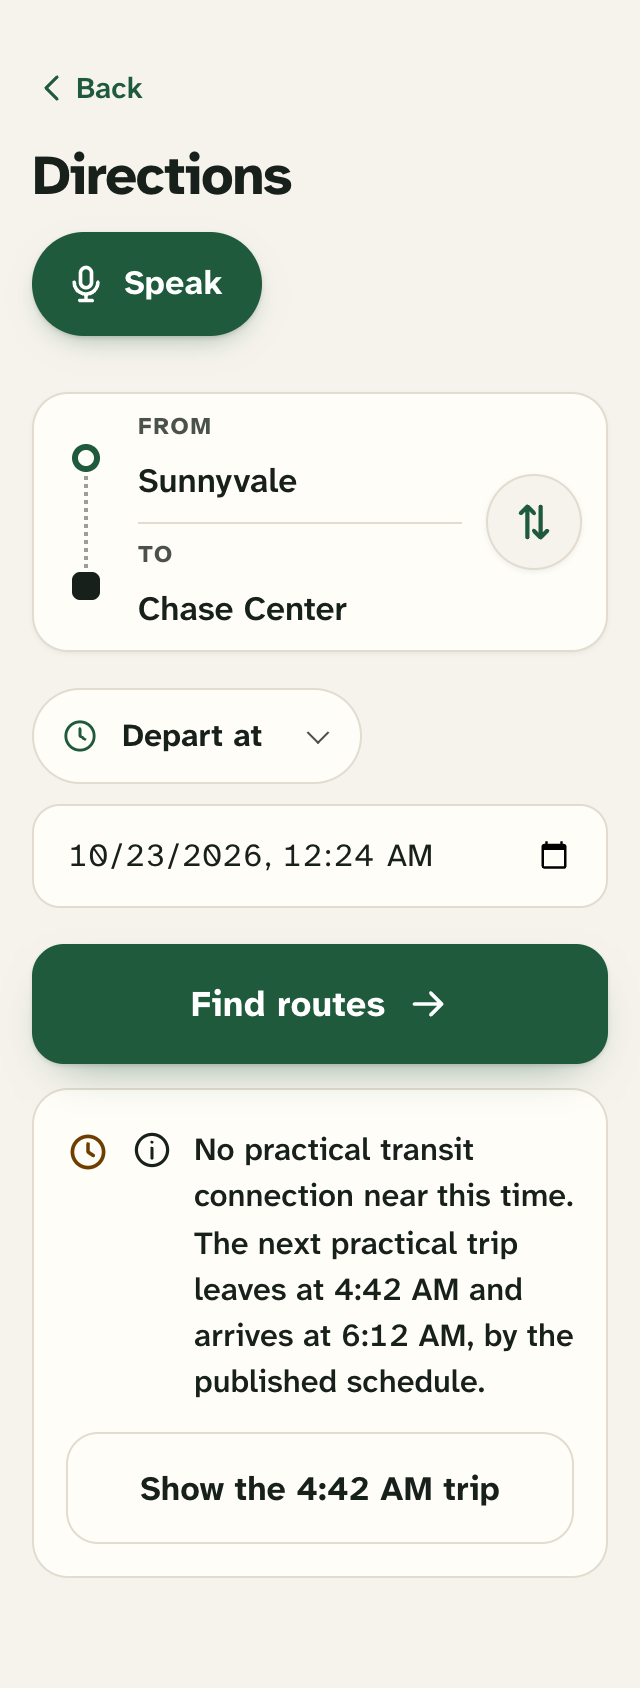 Back
Directions
Speak
FROM
Sunnyvale
TO
Chase Center
Depart at
10/23/2026, 12:24 AM
Find routes
No practical transit
connection near this time.
The next practical trip
leaves at 4:42 AM and
arrives at 6:12 AM, by the
published schedule.
Show the 4:42 AM trip